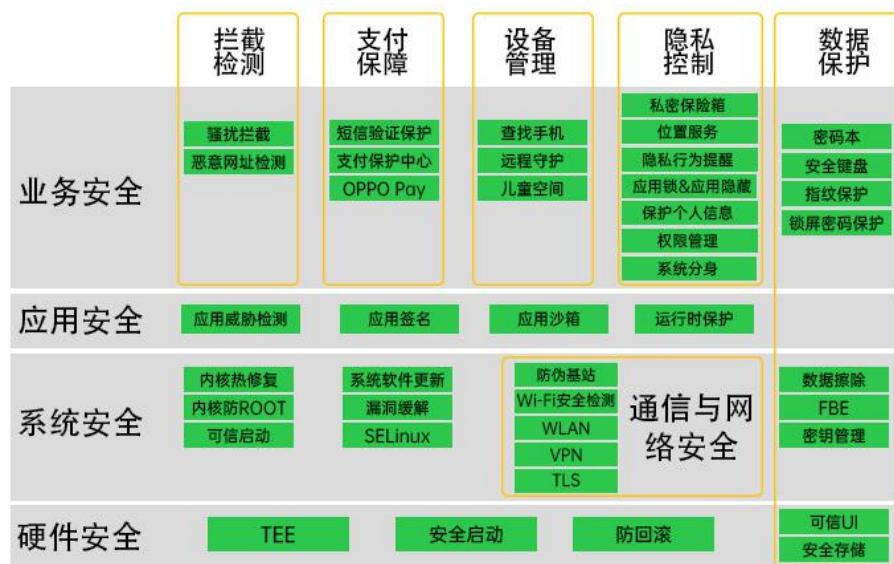 拦截
检测
支付
保障
设备
管理
隐私
控制
数据
保护
业务安全
骚扰拦截
恶意网址检测
短信验证保护
支付保护中心
OPPO Pay
查找手机
远程守护
儿童空间
私密保险箱
位置服务
隐私行为提醒
应用锁&应用隐藏
保护个人信息
权限管理
系统分身
密码本
安全键盘
指纹保护
锁屏密码保护
应用安全
应用威胁检测
应用签名
应用沙箱
运行时保护
系统安全
内核热修复
内核防ROOT
可信启动
系统软件更新
漏洞缓解
SELinux
防伪基站
Wi-Fi安全检测
WLAN
VPN
TLS
通信与网
络安全
数据擦除
FBE
密钥管理
硬件安全
TEE
安全启动
防回滚
可信UI
安全存储